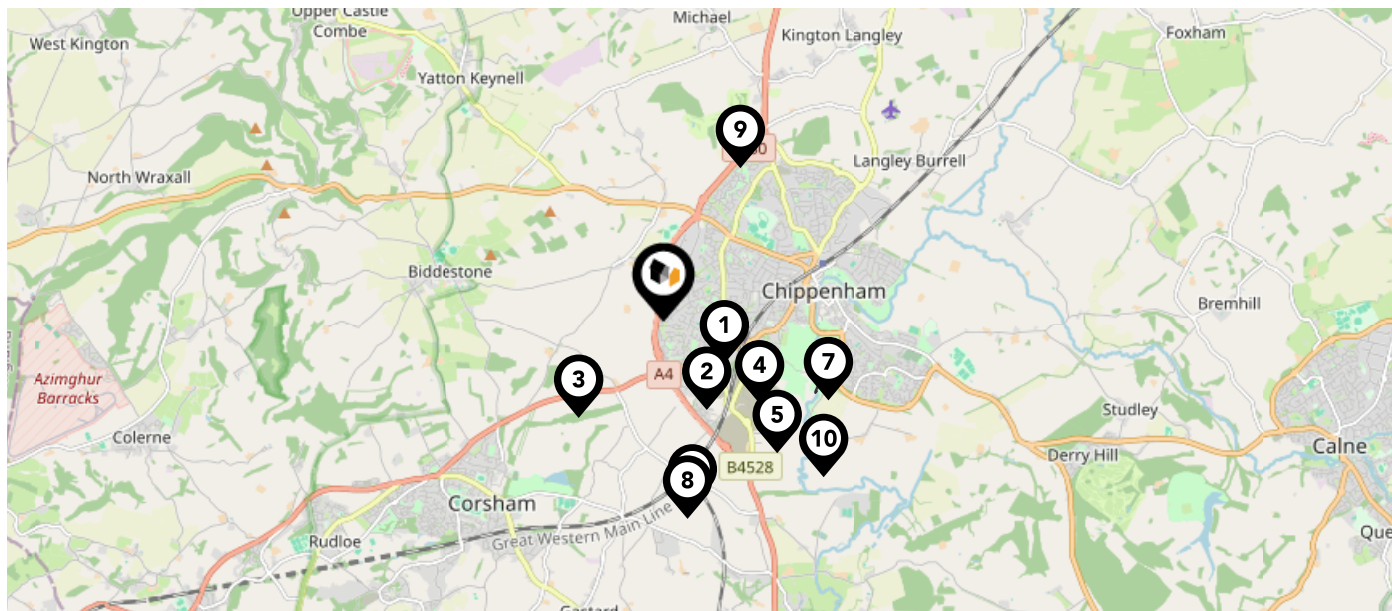 Upper Castle
Combe
Michael
Kington Langley
Foxham
West Kington
Yatton Keynell
9
Langley Burrell
North Wraxall
Biddestone
Chippenham
Bremhill
1
2
4
7
3
A4
Azimghur
Barracks
5
Studley
10
Colerne
Derry Hill
Calne
B4528
8
Corsham
Rudloe
Great Western Main Line